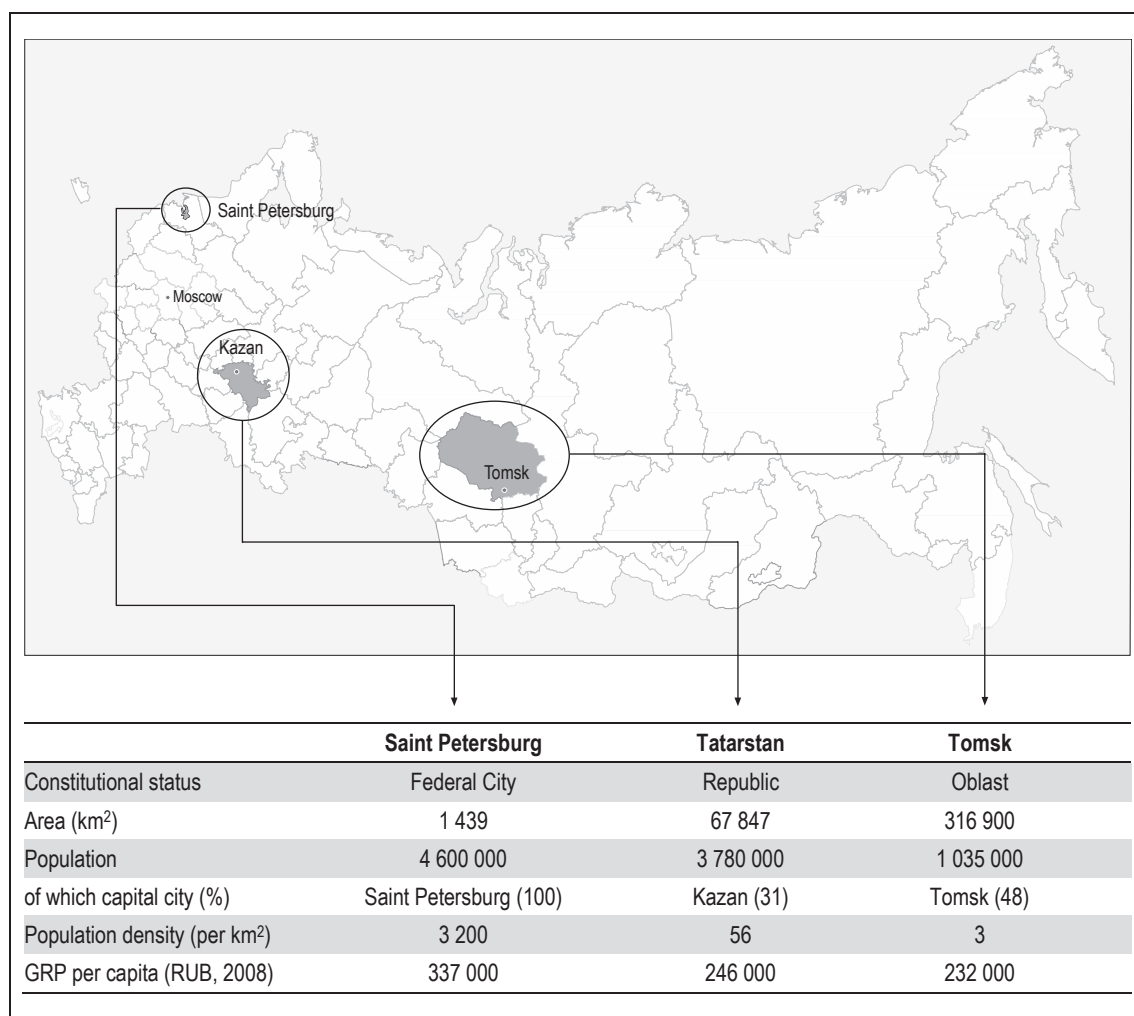 Saint Petersburg
Moscow
Kazan
Tomsk
Saint Petersburg Tatarstan Tomsk
Constitutional status Federal City Republic Oblast
Area (km²) 1 439 67 847 316 900
Population 4 600 000 3 780 000 1 035 000
of which capital city (%) Saint Petersburg (100) Kazan (31) Tomsk (48)
Population density (per km²) 3 200 56 3
GRP per capita (RUB, 2008) 337 000 246 000 232 000